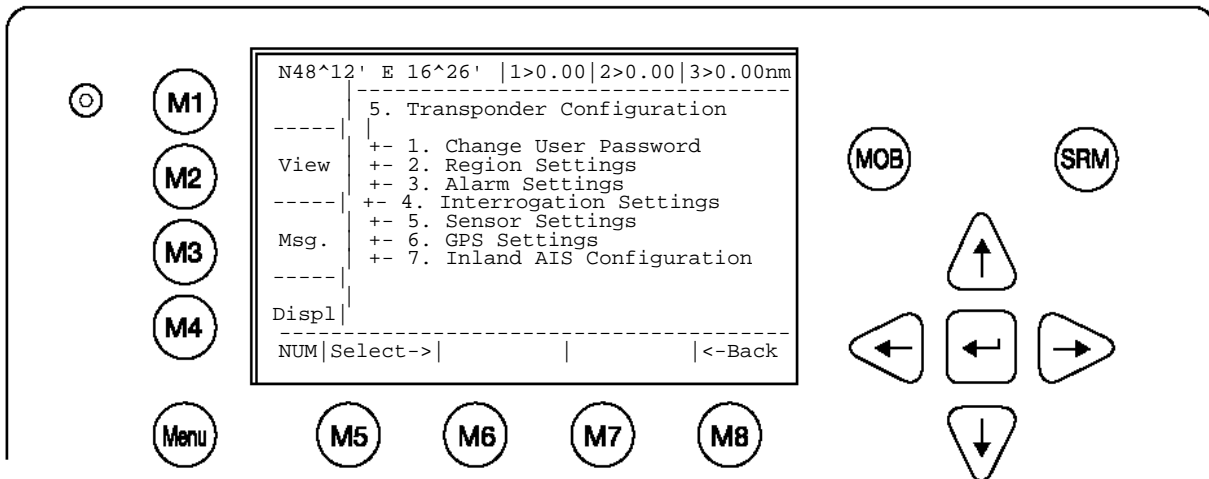 N48^12' E 16^26' |1>0.00|2>0.00|3>0.00nm
5. Transponder Configuration
+- 1. Change User Password
View +- 2. Region Settings
+- 3. Alarm Settings
+- 4. Interrogation Settings
+- 5. Sensor Settings
Msg. +- 6. GPS Settings
+- 7. Inland AIS Configuration
Displ|
NUM|Select->| | |<-Back
M1
M2
M3
M4
Menu
M5
M6
M7
M8
MOB
SRM